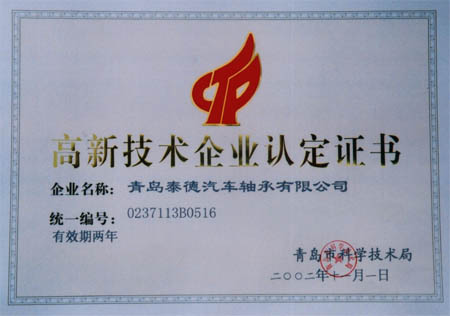 高新技术企业认定证书
企业名称：青岛泰德汽车轴承有限公司
统一编号：0237113B0516
有效期两年
青岛市科学技术局
二〇〇二年十一月一日